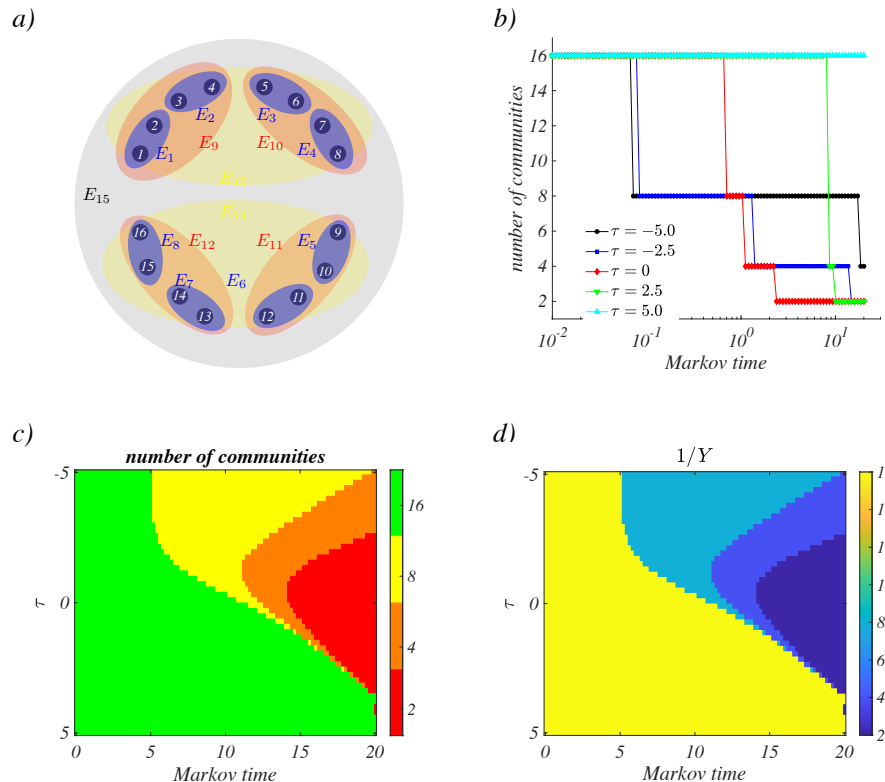 a)
1 2 3 4 5 6 7 8
E1 E2 E3 E4
E9 E10
E15
16 15 14 13 12 11 10 9
E8 E7 E6 E5
E12 E11
b)
number of communities
16
14
12
10
8
6
4
2
τ = −5.0
τ = −2.5
τ = 0
τ = 2.5
τ = 5.0
10^-2 10^-1 10^0 10^1
Markov time
c)
number of communities
-5
0
5
τ
0 5 10 15 20
Markov time
16
8
4
2
d)
1/Y
-5
0
5
τ
0 5 10 15 20
Markov time
1
1
1
1
8
6
4
2